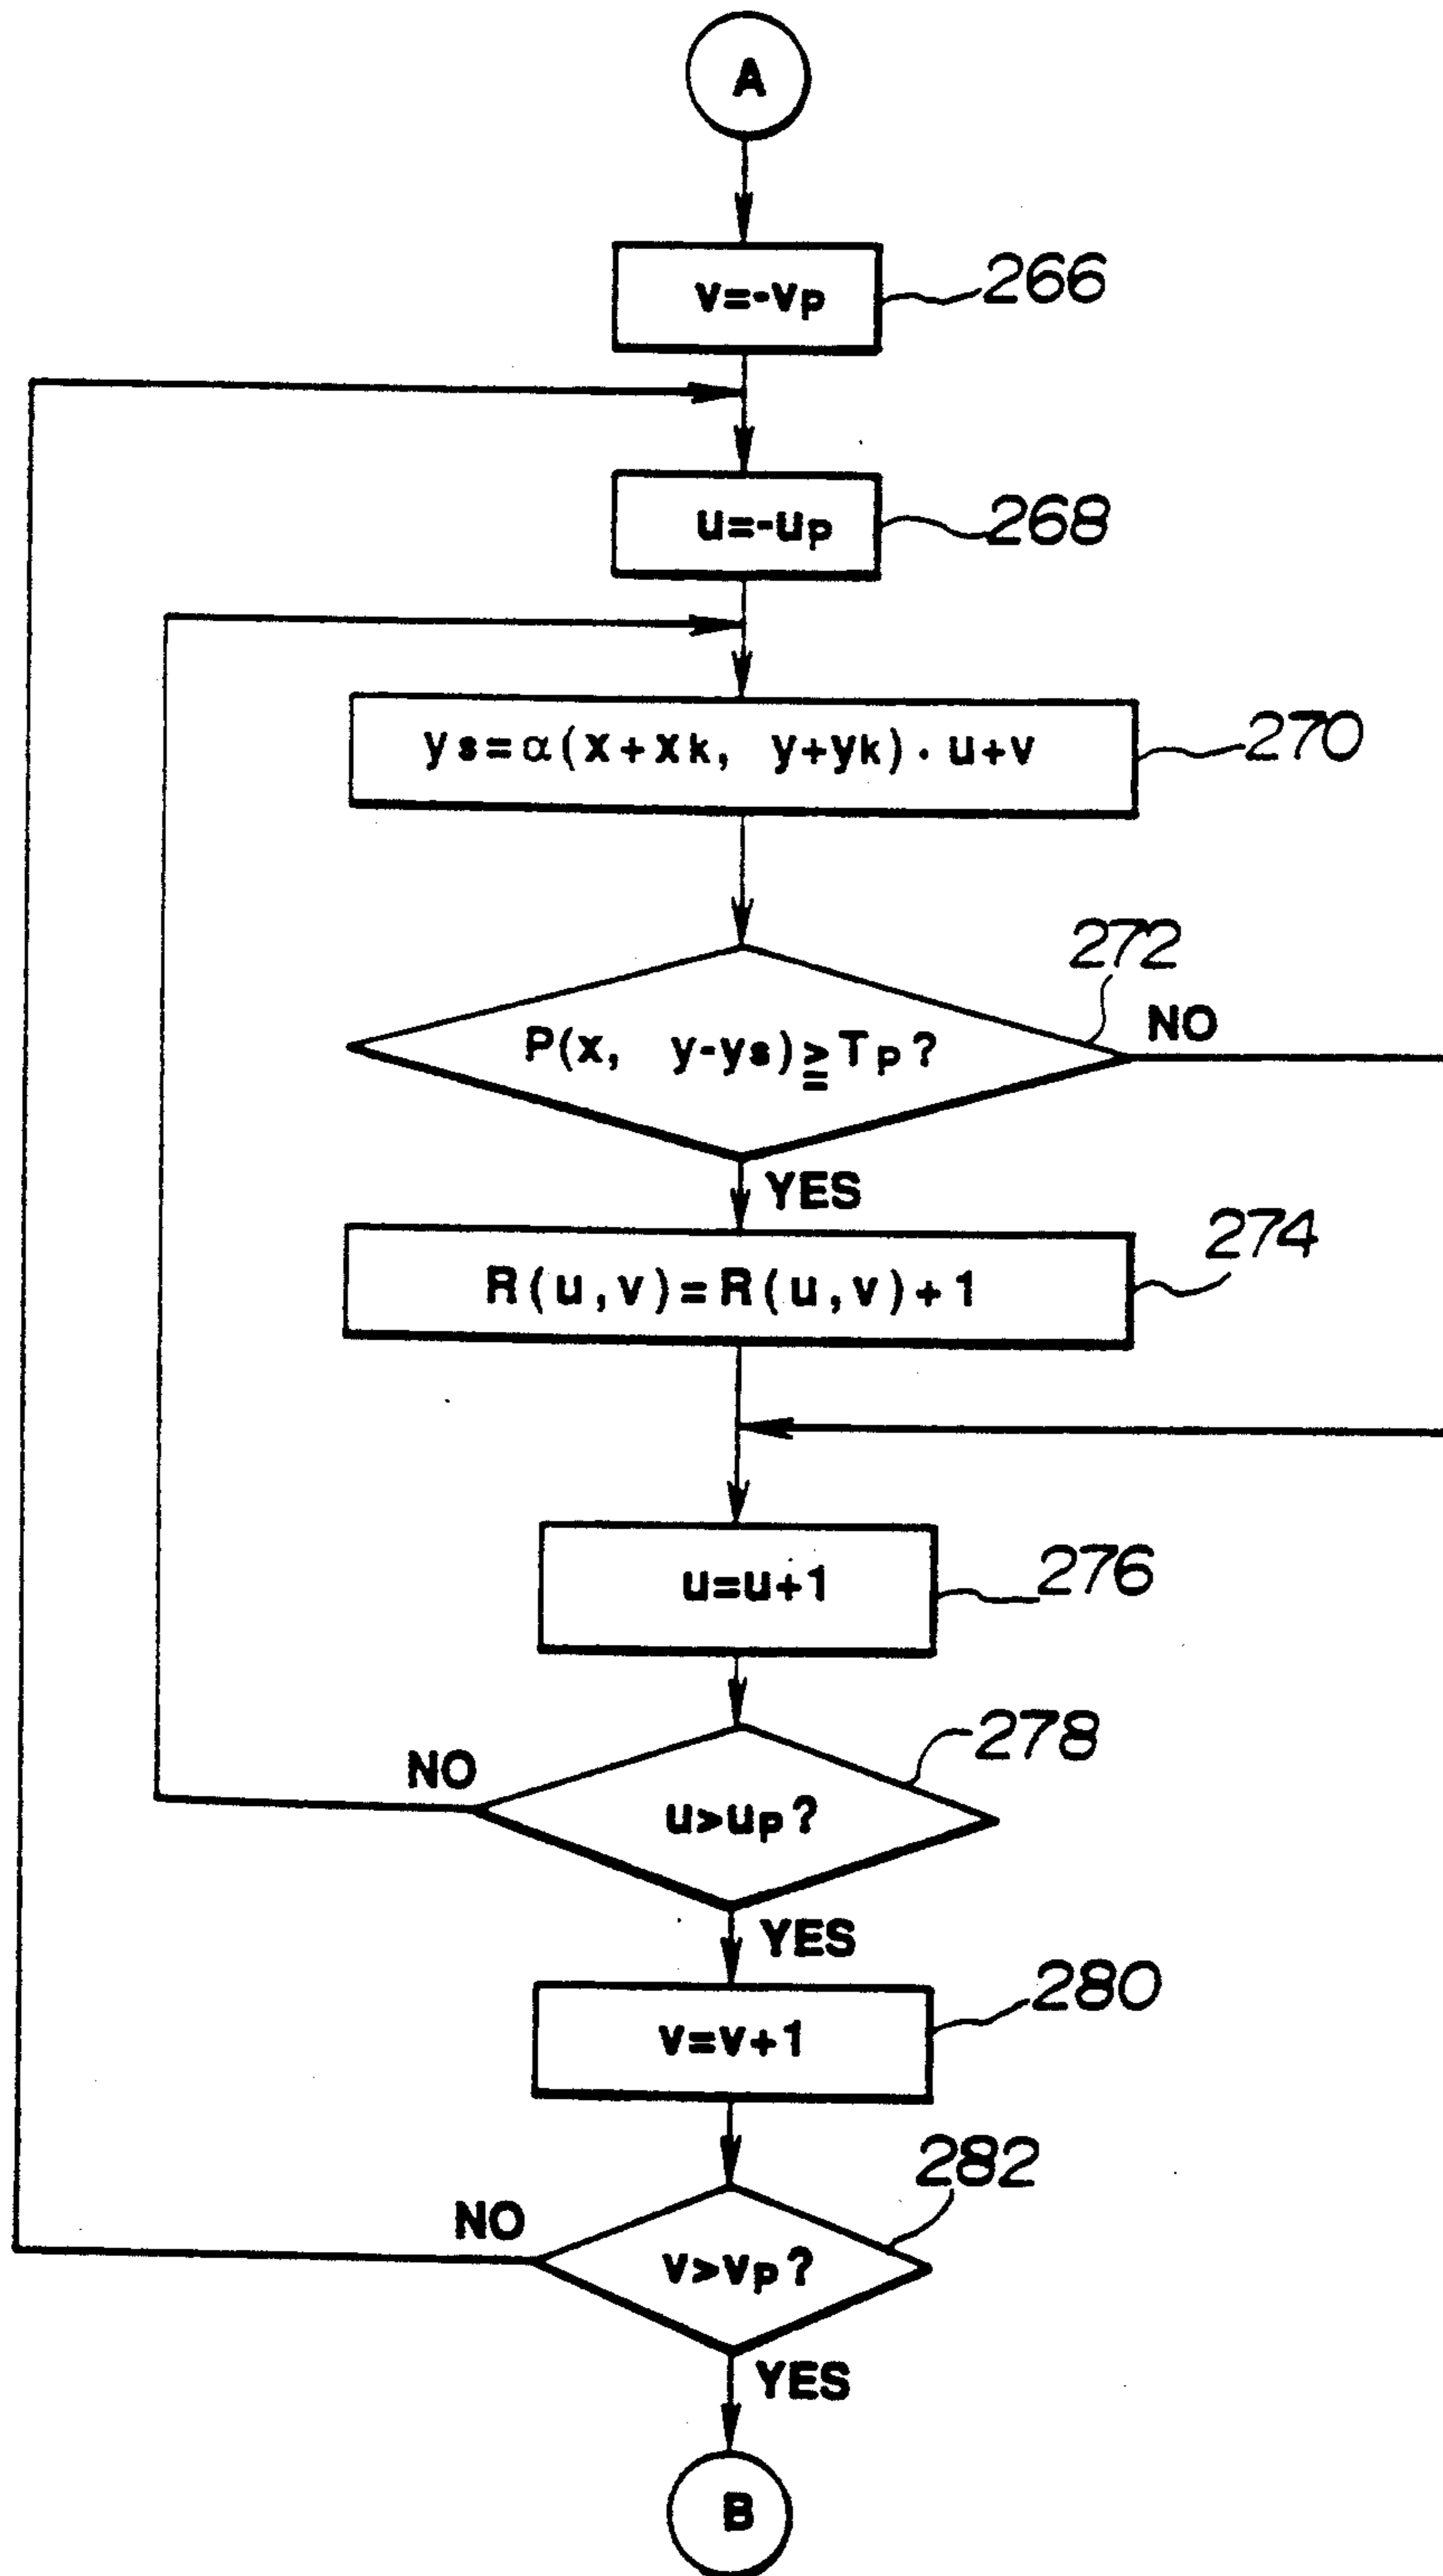 A
v=-vp
266
u=-up
268
ys=α(x+xk, y+yk)·u+v
270
272
P(x, y-ys)≧Tp?
NO
YES
274
R(u,v)=R(u,v)+1
u=u+1
276
278
NO
u>up?
YES
280
v=v+1
282
NO
v>vp?
YES
B